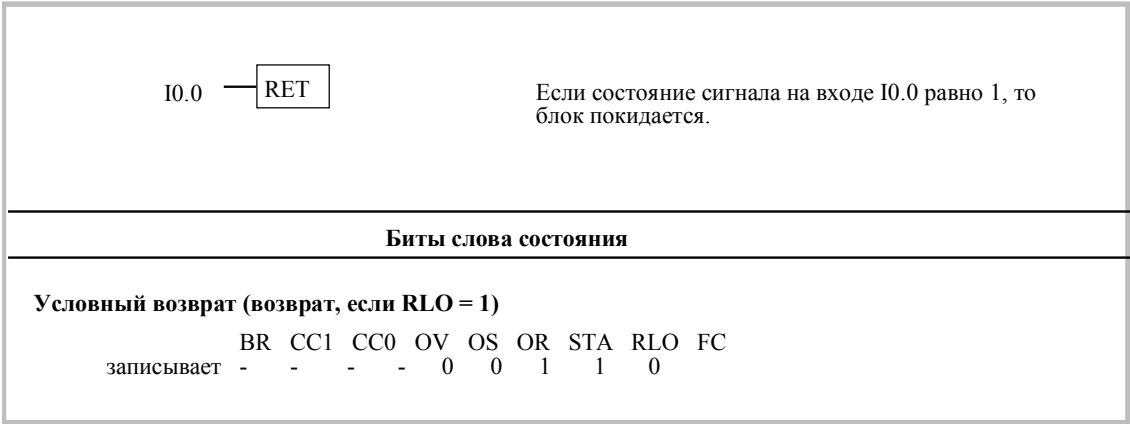 I0.0 RET
Если состояние сигнала на входе I0.0 равно 1, то
блок покидается.
Биты слова состояния
Условный возврат (возврат, если RLO = 1)
BR CC1 CC0 OV OS OR STA RLO FC
записывает - - - - 0 0 1 1 0